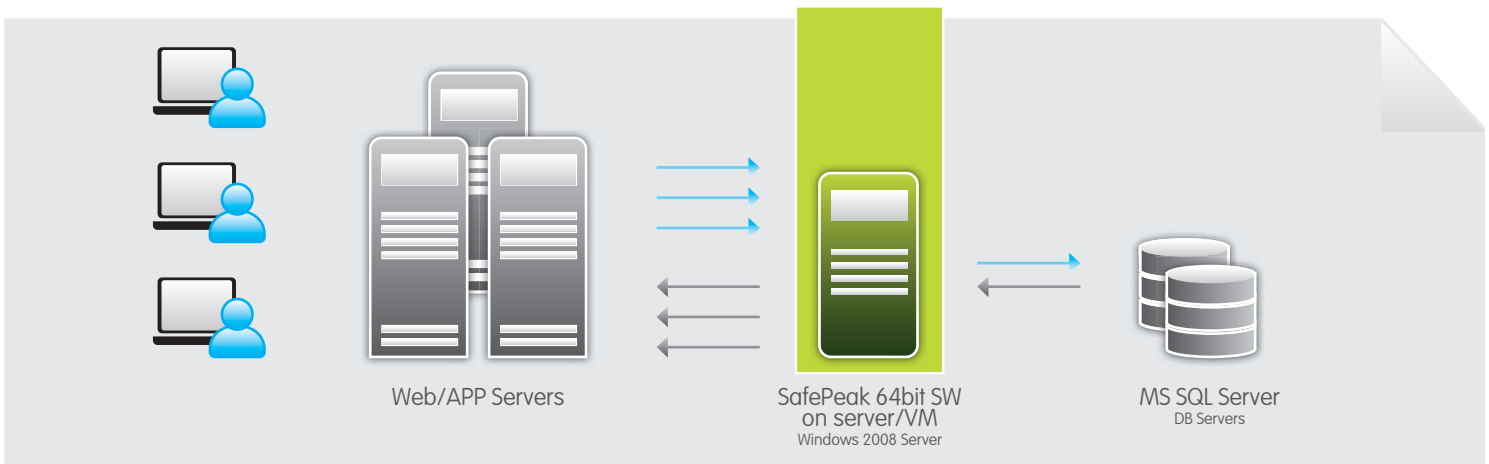 Web/APP Servers
SafePeak 64bit SW
on server/VM
Windows 2008 Server
MS SQL Server
DB Servers